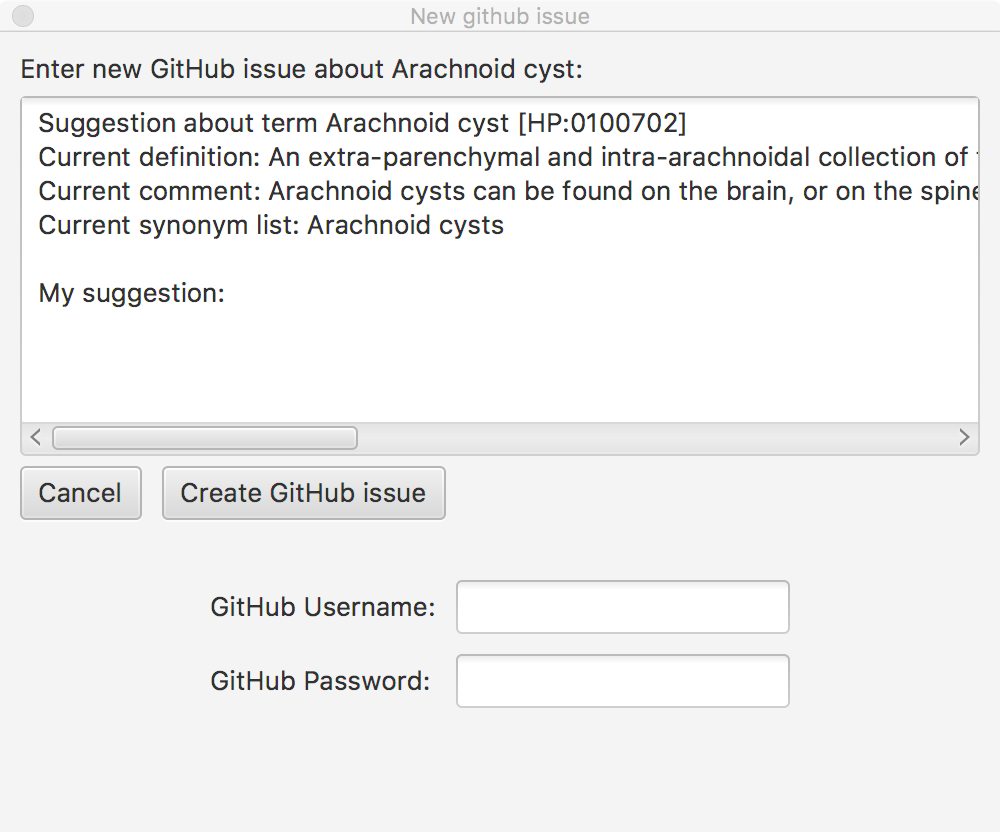 New github issue
Enter new GitHub issue about Arachnoid cyst:
Suggestion about term Arachnoid cyst [HP:0100702]
Current definition: An extra-parenchymal and intra-arachnoidal collection of
Current comment: Arachnoid cysts can be found on the brain, or on the spine
Current synonym list: Arachnoid cysts
My suggestion:
Cancel
Create GitHub issue
GitHub Username:
GitHub Password: